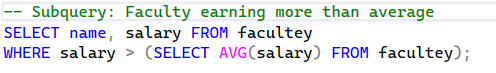 -- Subquery: Faculty earning more than average
SELECT name, salary FROM facultey
WHERE salary > (SELECT AVG(salary) FROM facultey);